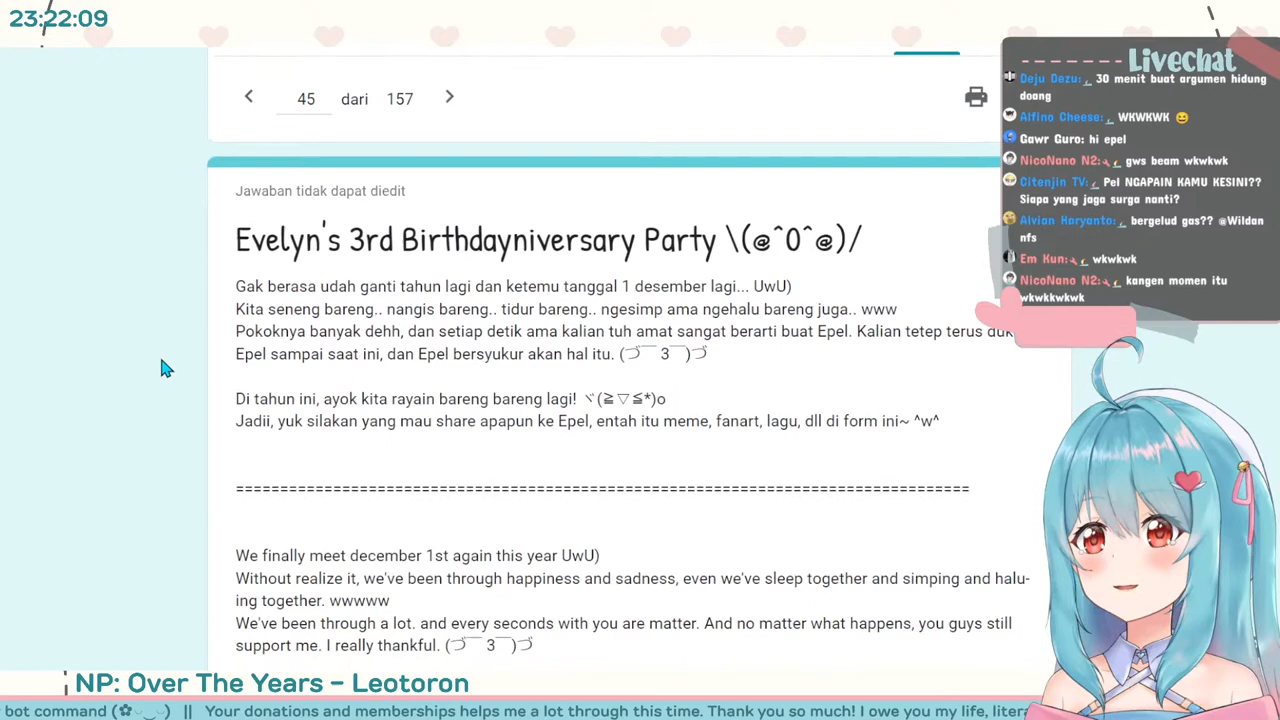 23:22:09
45 dari 157
Jawaban tidak dapat diedit
Evelyn's 3rd Birthdayniversary Party \(@^0^@)/
Gak berasa udah ganti tahun lagi dan ketemu tanggal 1 desember lagi... UwU)
Kita seneng bareng.. nangis bareng.. tidur bareng.. ngesimp ama ngehalu bareng juga.. www
Pokoknya banyak dehh, dan setiap detik ama kalian tuh amat sangat berarti buat Epel. Kalian tetep terus
Epel sampai saat ini, dan Epel bersyukur akan hal itu. (づ￣ 3￣)づ
Di tahun ini, ayok kita rayain bareng bareng lagi! ヾ(≧▽≦*)o
Jadii, yuk silakan yang mau share apapun ke Epel, entah itu meme, fanart, lagu, dll di form ini~ ^w^
==================================================================================
We finally meet december 1st again this year UwU)
Without realize it, we've been through happiness and sadness, even we've sleep together and simping and halu-
ing together. wwwww
We've been through a lot. and every seconds with you are matter. And no matter what happens, you guys still
support me. I really thankful. (づ￣ 3￣)づ
Livechat
Deju Dezu: 30 menit buat argumen hidung
doang
Alfino Cheese: WKWKWK 😆
Gawr Guro: hi epel
NicoNano N2: gws beam wkwkwk
Citenjin TV: Pel NGAPAIN KAMU KESINI??
Siapa yang jaga surga nanti?
Alvian Haryanto: bergelud gas?? @Wildan
nfs
Em Kun: wkwkwk
NicoNano N2: kangen momen itu
wkwkkwkwk
NP: Over The Years – Leotoron
bot command (✿◡‿◡) || Your donations and memberships helps me a lot through this time. Thank you so much! I owe you my life,